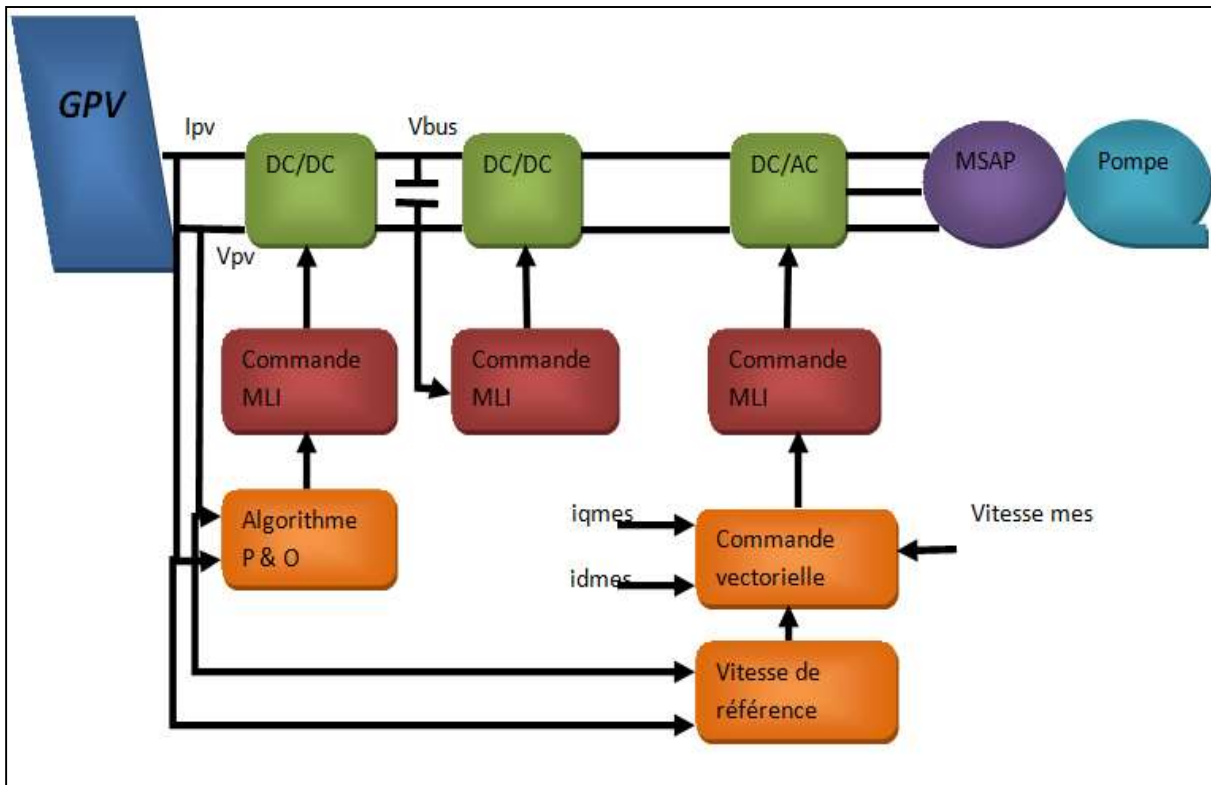 GPV
Ipv
Vbus
DC/DC
DC/DC
DC/AC
MSAP
Pompe
Vpv
Commande
MLI
Commande
MLI
Commande
MLI
Algorithme
P & O
iqmes
idmes
Commande
vectorielle
Vitesse mes
Vitesse de
référence